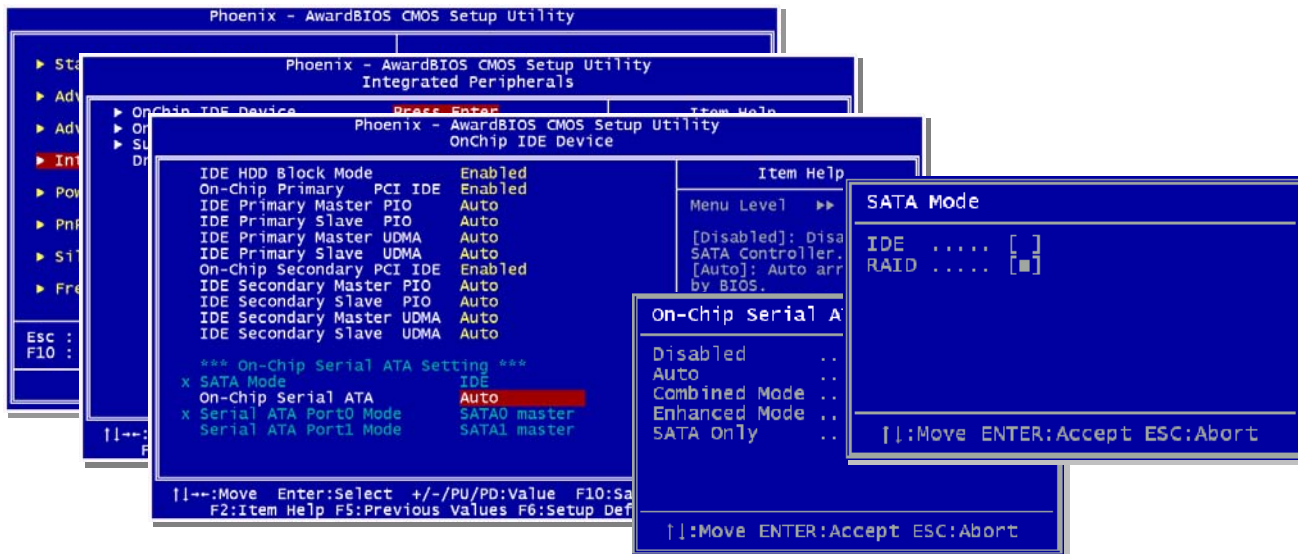 Phoenix - AwardBIOS CMOS Setup Utility
Esc :
F10 :
Phoenix - AwardBIOS CMOS Setup Utility
Integrated Peripherals
OnChip IDE Device Press Enter Item Help
Phoenix - AwardBIOS CMOS Setup Utility
OnChip IDE Device
IDE HDD Block Mode Enabled
On-Chip Primary PCI IDE Enabled
IDE Primary Master PIO Auto
IDE Primary Slave PIO Auto
IDE Primary Master UDMA Auto
IDE Primary Slave UDMA Auto
On-Chip Secondary PCI IDE Enabled
IDE Secondary Master PIO Auto
IDE Secondary Slave PIO Auto
IDE Secondary Master UDMA Auto
IDE Secondary Slave UDMA Auto
*** On-Chip Serial ATA Setting ***
x SATA Mode IDE
On-Chip Serial ATA Auto
x Serial ATA Port0 Mode SATA0 master
Serial ATA Port1 Mode SATA1 master
Item Help
Menu Level ▸▸
[Disabled]: Disa
SATA Controller.
[Auto]: Auto arr
by BIOS.
↑↓→←:Move Enter:Select +/-/PU/PD:Value F10:Sa
F2:Item Help F5:Previous Values F6:Setup Def
On-Chip Serial A
Disabled ..
Auto ..
Combined Mode ..
Enhanced Mode ..
SATA Only ..
↑↓:Move ENTER:Accept ESC:Abort
SATA Mode
IDE ..... [ ]
RAID ..... [■]
↑↓:Move ENTER:Accept ESC:Abort